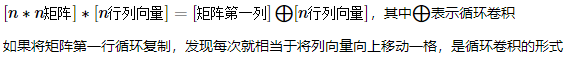 [n∗n矩阵]∗[n行列向量]=[矩阵第一列]⨁[n行列向量]，其中⨁表示循环卷积
如果将矩阵第一行循环复制，发现每次就相当于将列向量向上移动一格，是循环卷积的形式